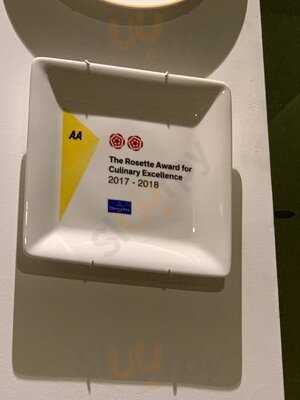 AA
The Rosette Award for
Culinary Excellence
2017 - 2018